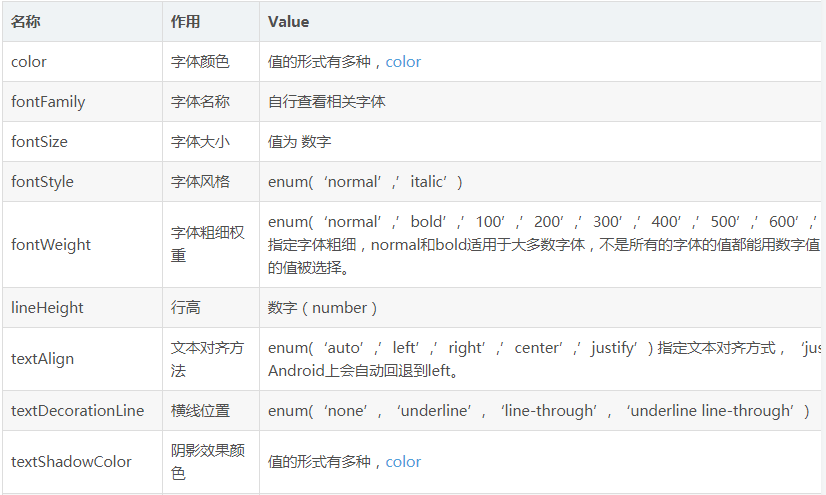 名称 作用 Value
color 字体颜色 值的形式有多种，color
fontFamily 字体名称 自行查看相关字体
fontSize 字体大小 值为 数字
fontStyle 字体风格 enum(‘normal’,’italic’)
fontWeight 字体粗细权重 enum(‘normal’,’bold’,’100’,’200’,’300’,’400’,’500’,’600’,’
指定字体粗细，normal和bold适用于大多数字体，不是所有的字体的值都能用数字值
的值被选择。
lineHeight 行高 数字（number）
textAlign 文本对齐方法 enum(‘auto’,’left’,’right’,’center’,’justify’) 指定文本对齐方式，‘jus
Android上会自动回退到left。
textDecorationLine 横线位置 enum(‘none’,‘underline’,‘line-through’,‘underline line-through’)
textShadowColor 阴影效果颜色 值的形式有多种，color